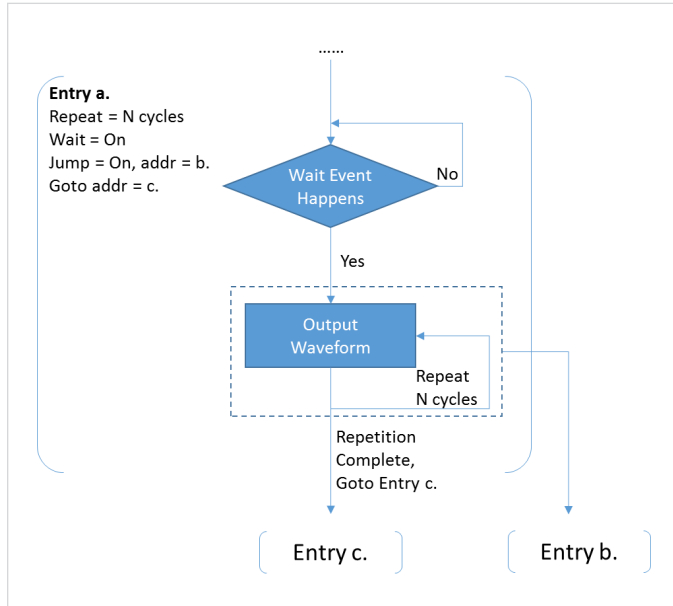 ……
Entry a.
Repeat = N cycles
Wait = On
Jump = On, addr = b.
Goto addr = c.
Wait Event
Happens
No
Yes
Output
Waveform
Repeat
N cycles
Repetition
Complete,
Goto Entry c.
Entry c.
Entry b.